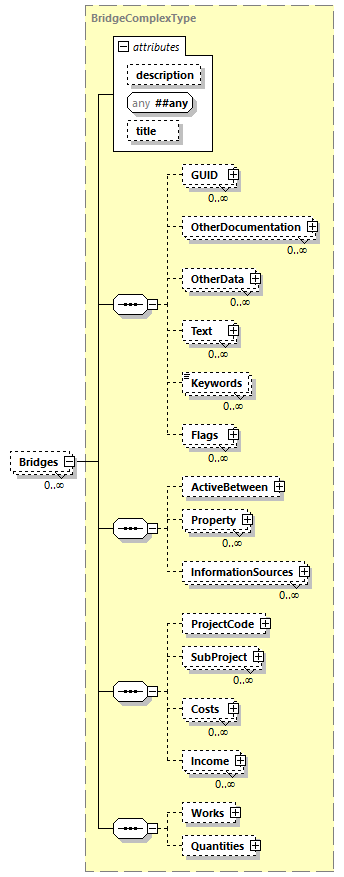 BridgeComplexType
attributes
description
any ##any
title
GUID
0..∞
OtherDocumentation
0..∞
OtherData
0..∞
Text
0..∞
Keywords
0..∞
Flags
0..∞
Bridges
0..∞
ActiveBetween
Property
0..∞
InformationSources
0..∞
ProjectCode
SubProject
0..∞
Costs
0..∞
Income
0..∞
Works
Quantities